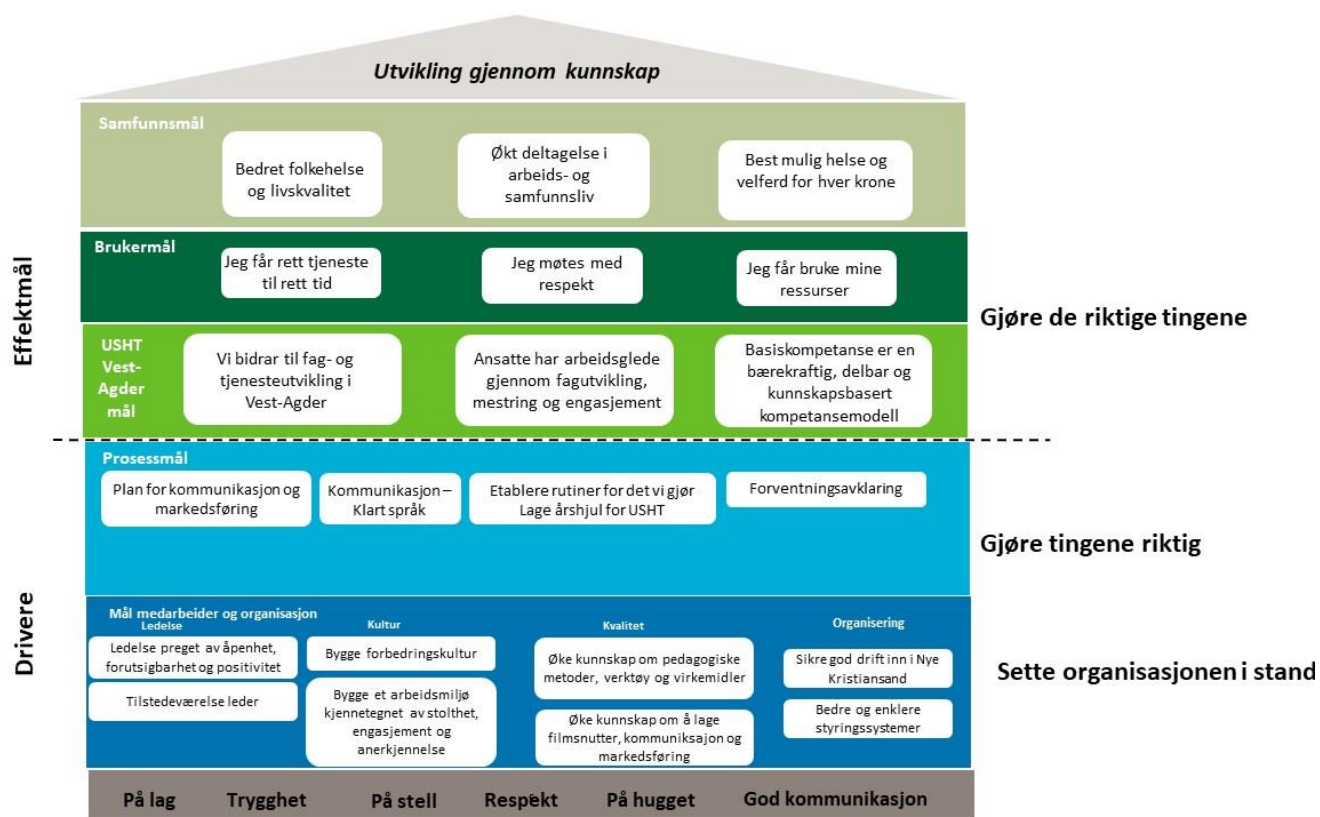 Utvikling gjennom kunnskap
Samfunnsmål
Bedret folkehelse
og livskvalitet
Økt deltagelse i
arbeids- og
samfunnsliv
Best mulig helse og
velferd for hver krone
Effektmål
Brukermål
Jeg får rett tjeneste
til rett tid
Jeg møtes med
respekt
Jeg får bruke mine
ressurser
Gjøre de riktige tingene
USHT
Vest-
Agder
mål
Vi bidrar til fag- og
tjenesteutvikling i
Vest-Agder
Ansatte har arbeidsglede
gjennom fagutvikling,
mestring og engasjement
Basiskompetanse er en
bærekraftig, delbar og
kunnskapsbasert
kompetansemodell
Prosessmål
Plan for kommunikasjon og
markedsføring
Kommunikasjon –
Klart språk
Etablere rutiner for det vi gjør
Lage årshjul for USHT
Forventningsavklaring
Gjøre tingene riktig
Drivere
Mål medarbeider og organisasjon
Ledelse
Ledelse preget av åpenhet,
forutsigbarhet og positivitet
Tilstedeværelse leder
Kultur
Bygge forbedringskultur
Bygge et arbeidsmiljø
kjennetegnet av stolthet,
engasjement og
anerkjennelse
Kvalitet
Øke kunnskap om pedagogiske
metoder, verktøy og virkemidler
Øke kunnskap om å lage
filmsnutter, kommuniksajon og
markedsføring
Organisering
Sikre god drift inn i Nye
Kristiansand
Bedre og enklere
styringssystemer
Sette organisasjonen i stand
På lag Trygghet På stell Respekt På hugget God kommunikasjon